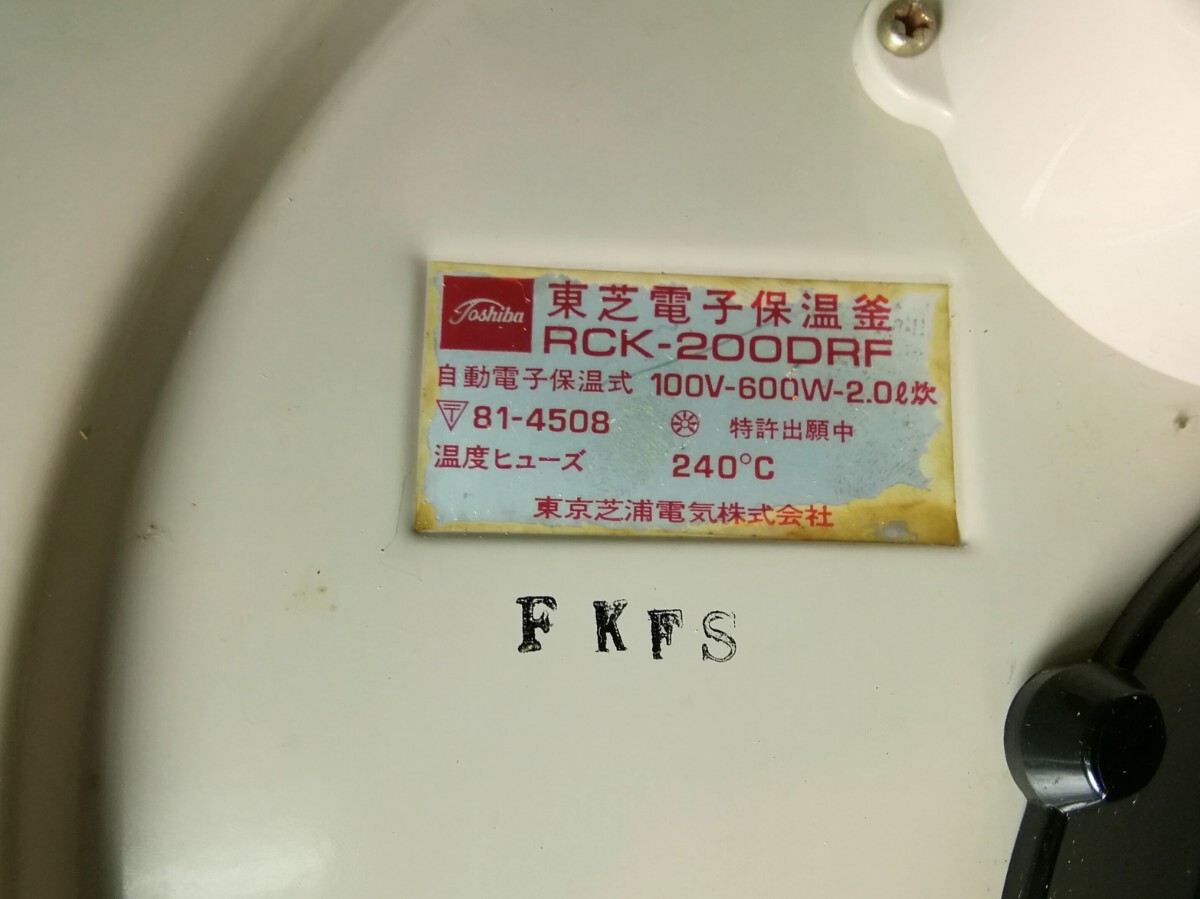 Toshiba
東芝電子保温釜
RCK-200DRF
自動電子保温式 100V-600W-2.0ℓ炊
〒81-4508 特許出願中
温度ヒューズ 240°C
東京芝浦電気株式会社
FKFS